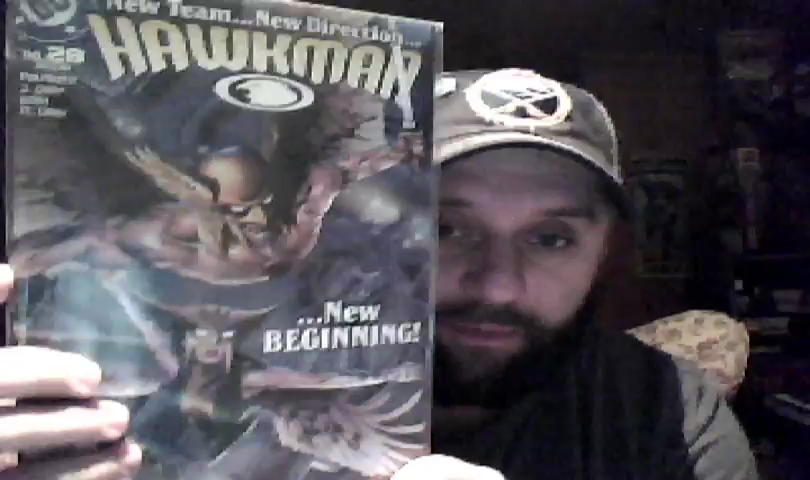 New Team...New Direction...
HAWKMAN
NO. 28
...New
BEGINNING!